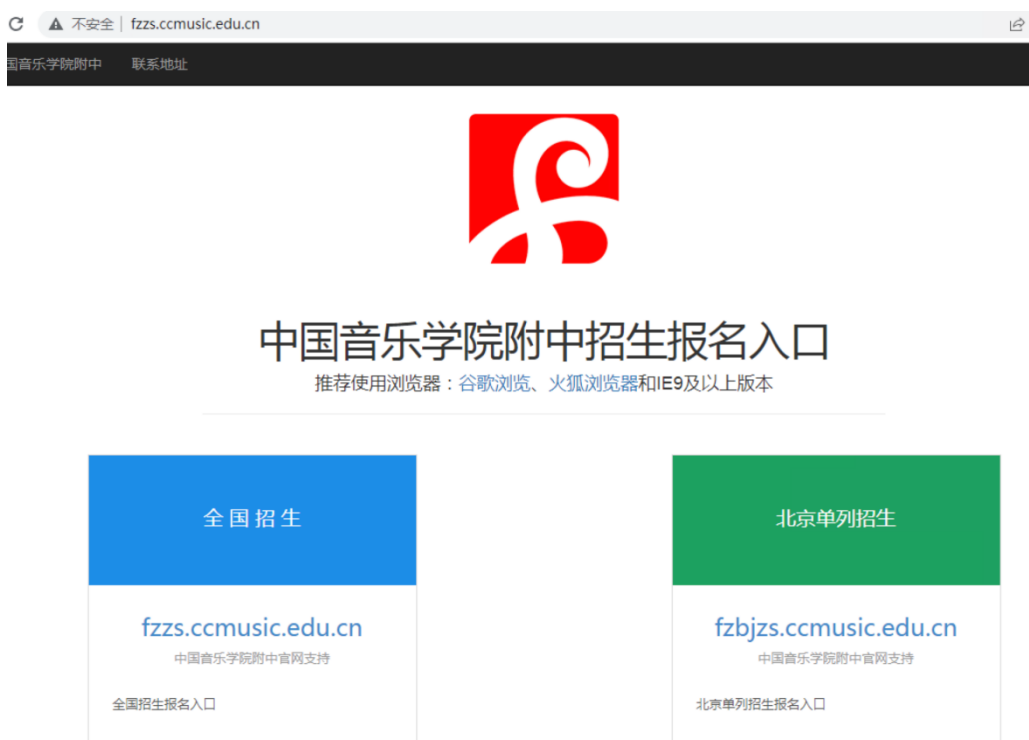 不安全 | fzzs.ccmusic.edu.cn
国音乐学院附中 联系地址
中国音乐学院附中招生报名入口
推荐使用浏览器：谷歌浏览、火狐浏览器和IE9及以上版本
全国招生
北京单列招生
fzzs.ccmusic.edu.cn
fzbjzs.ccmusic.edu.cn
中国音乐学院附中官网支持
中国音乐学院附中官网支持
全国招生报名入口
北京单列招生报名入口